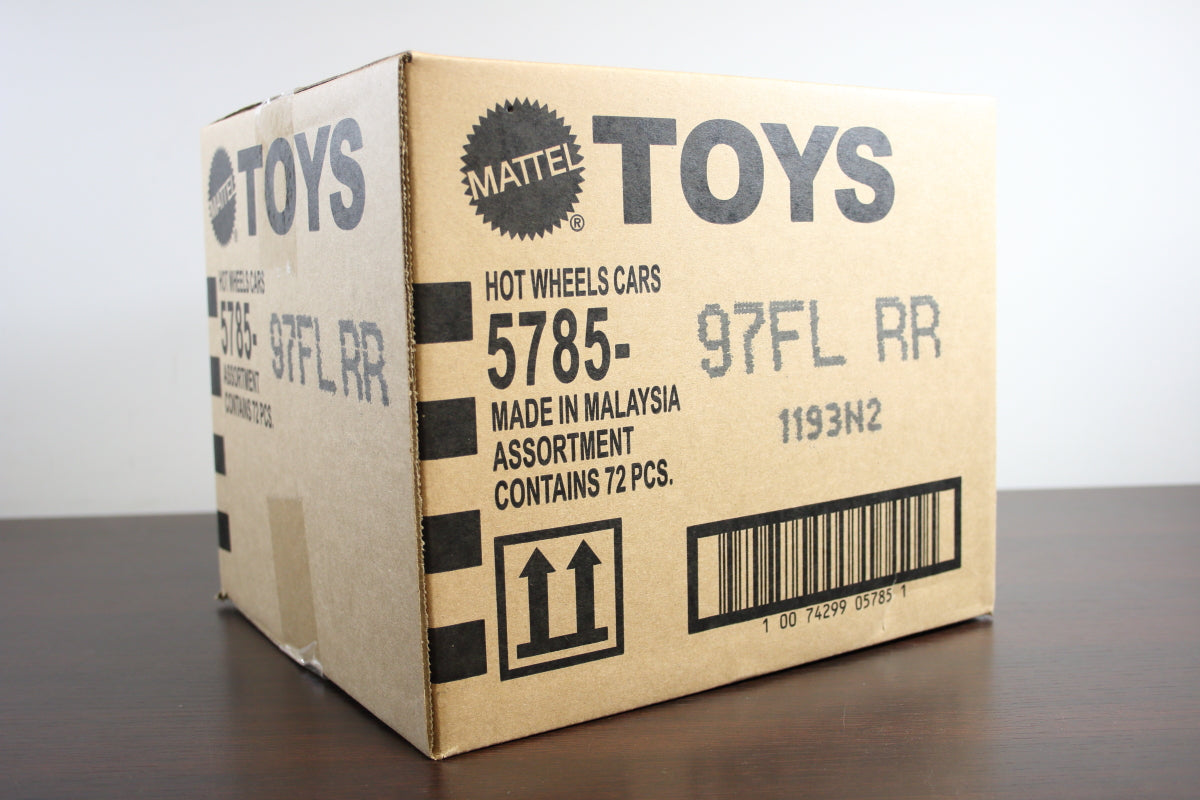 MATTEL TOYS
HOT WHEELS CARS
5785-
97FL RR
ASSORTMENT
CONTAINS 72 PCS.
MATTEL® TOYS
HOT WHEELS CARS
5785-
97FL RR
MADE IN MALAYSIA
1193N2
ASSORTMENT
CONTAINS 72 PCS.
1 00 74299 05785 1